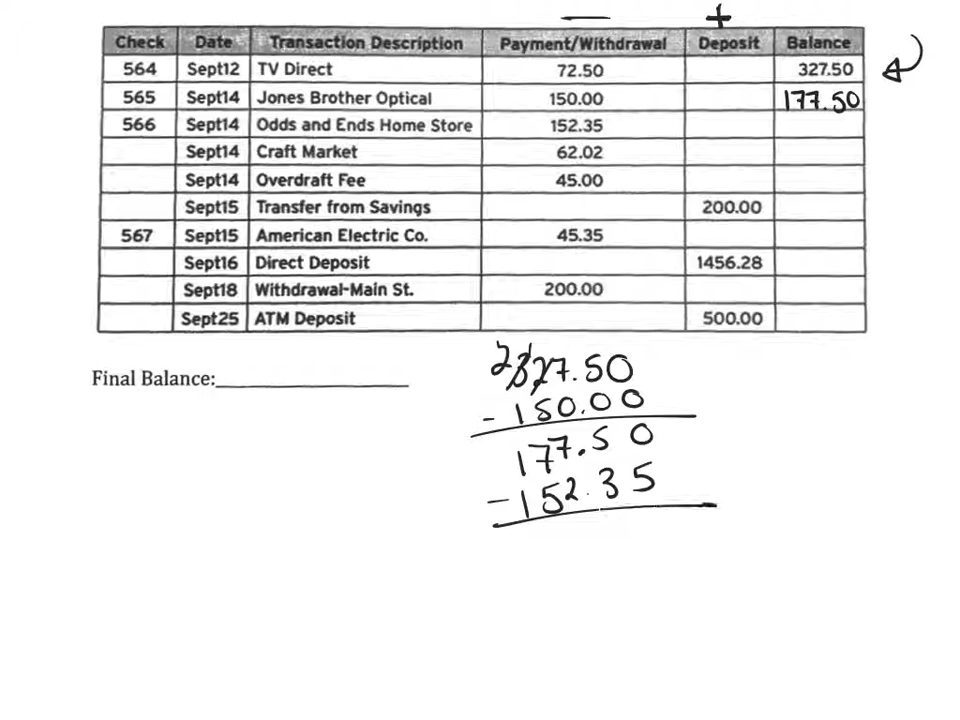 − +
Check Date Transaction Description Payment/Withdrawal Deposit Balance
564 Sept12 TV Direct 72.50 327.50
565 Sept14 Jones Brother Optical 150.00 177.50
566 Sept14 Odds and Ends Home Store 152.35
Sept14 Craft Market 62.02
Sept14 Overdraft Fee 45.00
Sept15 Transfer from Savings 200.00
567 Sept15 American Electric Co. 45.35
Sept16 Direct Deposit 1456.28
Sept18 Withdrawal-Main St. 200.00
Sept25 ATM Deposit 500.00
Final Balance:
2 1
327.50
- 150.00
177.50
- 152.35